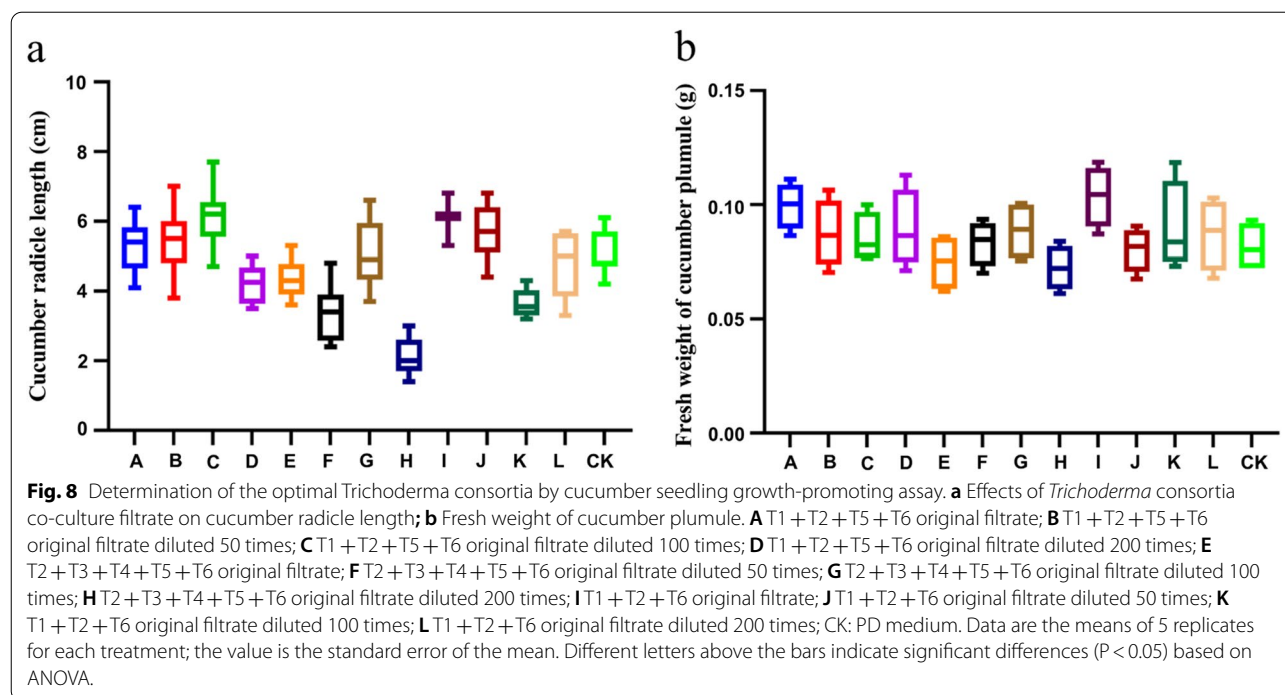 a
Cucumber radicle length (cm)
10
8
6
4
2
0
A B C D E F G H I J K L CK
b
Fresh weight of cucumber plumule (g)
0.15
0.10
0.05
0.00
A B C D E F G H I J K L CK
Fig. 8 Determination of the optimal Trichoderma consortia by cucumber seedling growth-promoting assay. a Effects of Trichoderma consortia
co-culture filtrate on cucumber radicle length; b Fresh weight of cucumber plumule. A T1 + T2 + T5 + T6 original filtrate; B T1 + T2 + T5 + T6
original filtrate diluted 50 times; C T1 + T2 + T5 + T6 original filtrate diluted 100 times; D T1 + T2 + T5 + T6 original filtrate diluted 200 times; E
T2 + T3 + T4 + T5 + T6 original filtrate; F T2 + T3 + T4 + T5 + T6 original filtrate diluted 50 times; G T2 + T3 + T4 + T5 + T6 original filtrate diluted 100
times; H T2 + T3 + T4 + T5 + T6 original filtrate diluted 200 times; I T1 + T2 + T6 original filtrate; J T1 + T2 + T6 original filtrate diluted 50 times; K
T1 + T2 + T6 original filtrate diluted 100 times; L T1 + T2 + T6 original filtrate diluted 200 times; CK: PD medium. Data are the means of 5 replicates
for each treatment; the value is the standard error of the mean. Different letters above the bars indicate significant differences (P < 0.05) based on
ANOVA.